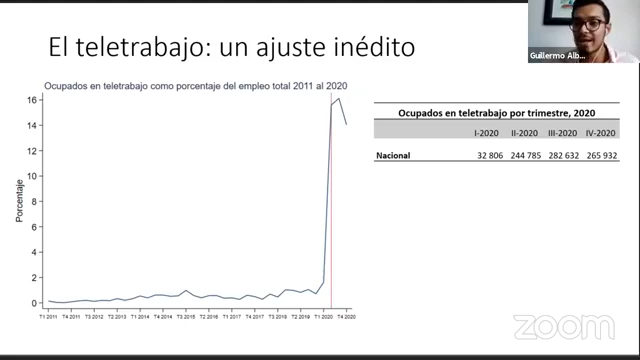 El teletrabajo: un ajuste inédito
Guillermo Alb...
Ocupados en teletrabajo como porcentaje del empleo total 2011 al 2020
Porcentaje
16
14
12
10
8
6
4
2
0
T1 2011 T4 2011 T3 2012 T2 2013 T1 2014 T4 2014 T3 2015 T2 2016 T1 2017 T4 2017 T3 2018 T2 2019 T1 2020 T4 2020
Ocupados en teletrabajo por trimestre, 2020
I-2020 II-2020 III-2020 IV-2020
Nacional 32 806 244 785 282 632 265 932
zoom